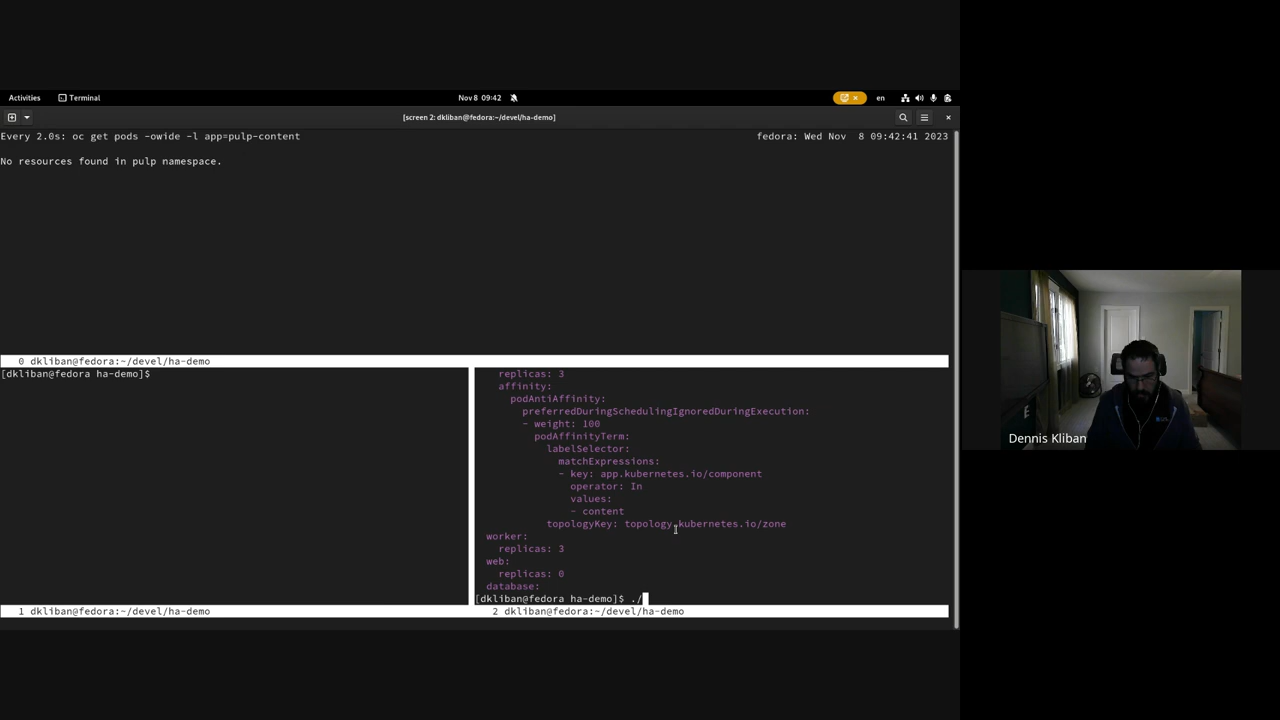 Activities
Terminal
Nov 8 09:42
en
[screen 2: dkliban@fedora:~/devel/ha-demo]
Every 2.0s: oc get pods -owide -l app=pulp-content
fedora: Wed Nov  8 09:42:41 2023
No resources found in pulp namespace.
0 dkliban@fedora:~/devel/ha-demo
[dkliban@fedora ha-demo]$
1 dkliban@fedora:~/devel/ha-demo
replicas: 3
affinity:
podAntiAffinity:
preferredDuringSchedulingIgnoredDuringExecution:
- weight: 100
podAffinityTerm:
labelSelector:
matchExpressions:
- key: app.kubernetes.io/component
operator: In
values:
- content
topologyKey: topology.kubernetes.io/zone
worker:
replicas: 3
web:
replicas: 0
database:
[dkliban@fedora ha-demo]$ ./
2 dkliban@fedora:~/devel/ha-demo
Dennis Kliban